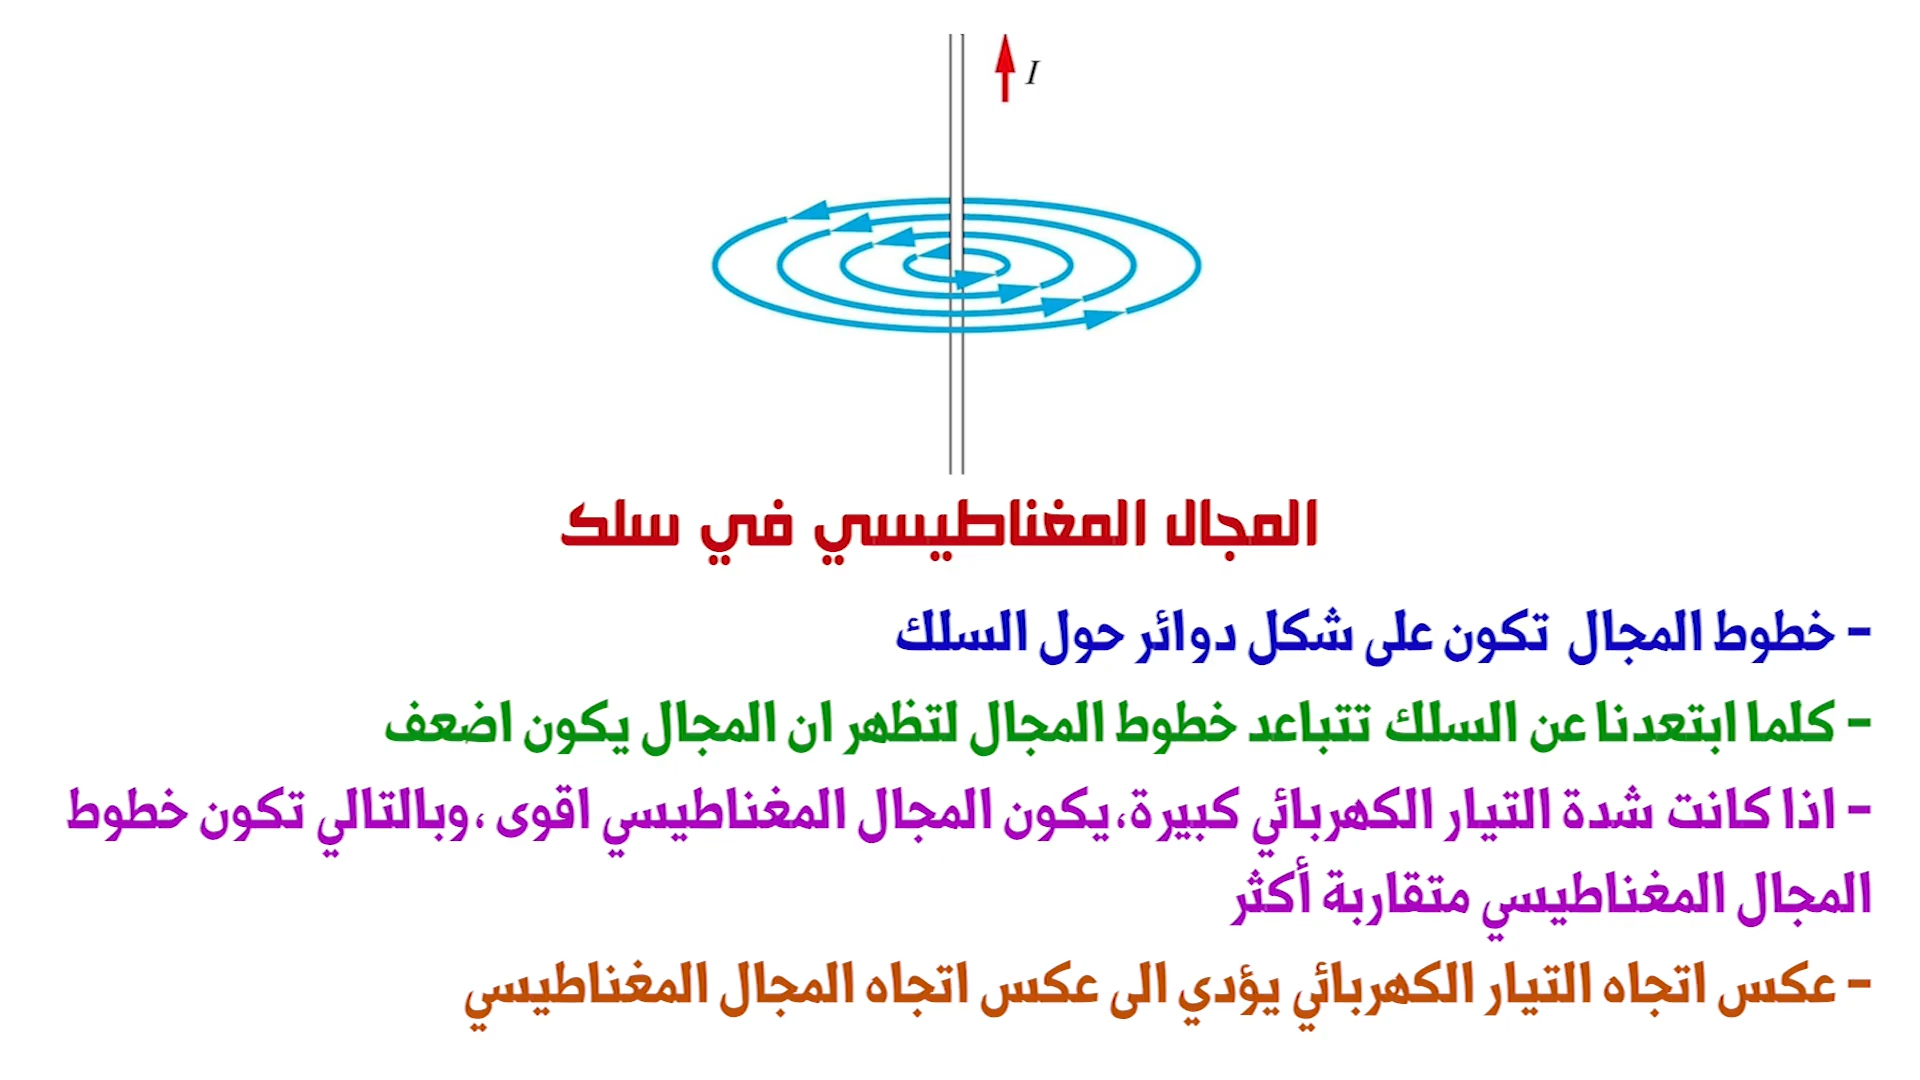 I
المجال المغناطيسي في سلك
- خطوط المجال تكون على شكل دوائر حول السلك
- كلما ابتعدنا عن السلك تتباعد خطوط المجال لتظهر ان المجال يكون اضعف
- اذا كانت شدة التيار الكهربائي كبيرة، يكون المجال المغناطيسي اقوى ، وبالتالي تكون خطوط
المجال المغناطيسي متقاربة أكثر
- عكس اتجاه التيار الكهربائي يؤدي الى عكس اتجاه المجال المغناطيسي